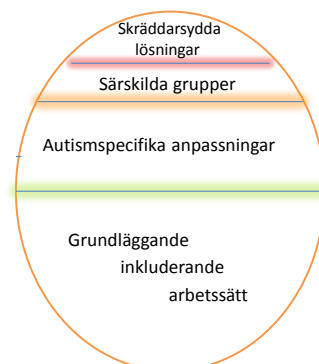 Skräddarsydda
lösningar
Särskilda grupper
Autismspecifika anpassningar
Grundläggande
inkluderande
arbetssätt